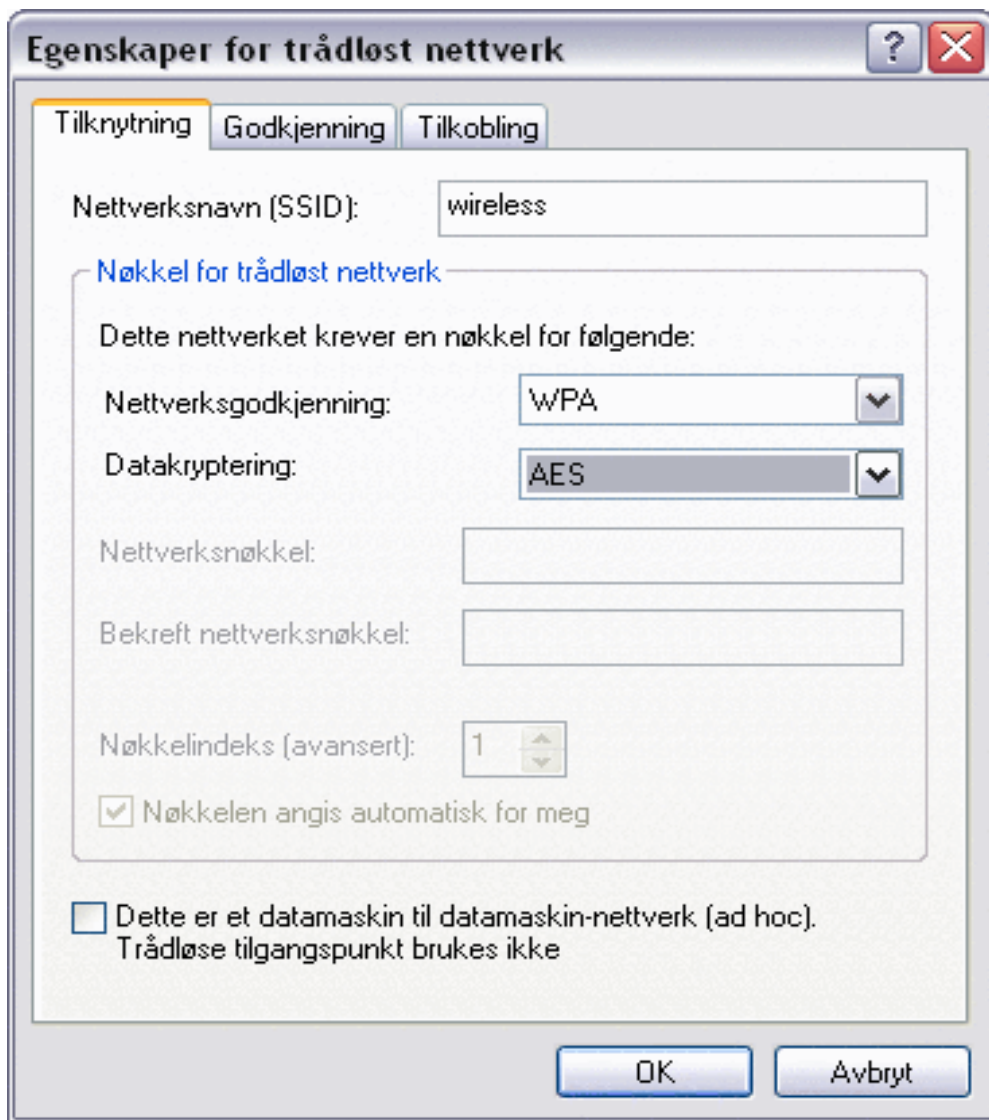 Egenskaper for trådløst nettverk
Tilknytning Godkjenning Tilkobling
Nettverksnavn (SSID): wireless
Nøkkel for trådløst nettverk
Dette nettverket krever en nøkkel for følgende:
Nettverksgodkjenning: WPA
Datakryptering: AES
Nettverksnøkkel:
Bekreft nettverksnøkkel:
Nøkkelindeks (avansert): 1
Nøkkelen angis automatisk for meg
Dette er et datamaskin til datamaskin-nettverk (ad hoc).
Trådløse tilgangspunkt brukes ikke
OK Avbryt